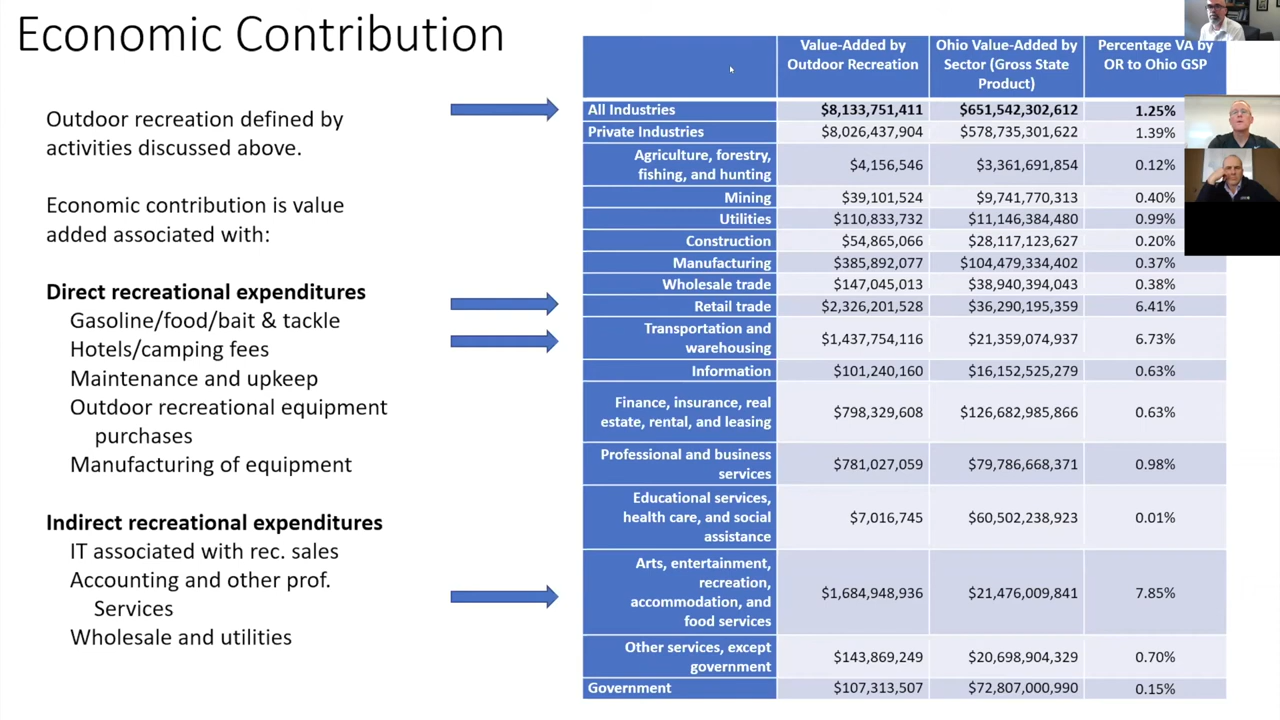 Economic Contribution
Outdoor recreation defined by
activities discussed above.
Economic contribution is value
added associated with:
Direct recreational expenditures
Gasoline/food/bait & tackle
Hotels/camping fees
Maintenance and upkeep
Outdoor recreational equipment
purchases
Manufacturing of equipment
Indirect recreational expenditures
IT associated with rec. sales
Accounting and other prof.
Services
Wholesale and utilities
Value-Added by Outdoor Recreation Ohio Value-Added by Sector (Gross State Product) Percentage VA by OR to Ohio GSP
All Industries $8,133,751,411 $651,542,302,612 1.25%
Private Industries $8,026,437,904 $578,735,301,622 1.39%
Agriculture, forestry, fishing, and hunting $4,156,546 $3,361,691,854 0.12%
Mining $39,101,524 $9,741,770,313 0.40%
Utilities $110,833,732 $11,146,384,480 0.99%
Construction $54,865,066 $28,117,123,627 0.20%
Manufacturing $385,892,077 $104,479,334,402 0.37%
Wholesale trade $147,045,013 $38,940,394,043 0.38%
Retail trade $2,326,201,528 $36,290,195,359 6.41%
Transportation and warehousing $1,437,754,116 $21,359,074,937 6.73%
Information $101,240,160 $16,152,525,279 0.63%
Finance, insurance, real estate, rental, and leasing $798,329,608 $126,682,985,866 0.63%
Professional and business services $781,027,059 $79,786,668,371 0.98%
Educational services, health care, and social assistance $7,016,745 $60,502,238,923 0.01%
Arts, entertainment, recreation, accommodation, and food services $1,684,948,936 $21,476,009,841 7.85%
Other services, except government $143,869,249 $20,698,904,329 0.70%
Government $107,313,507 $72,807,000,990 0.15%